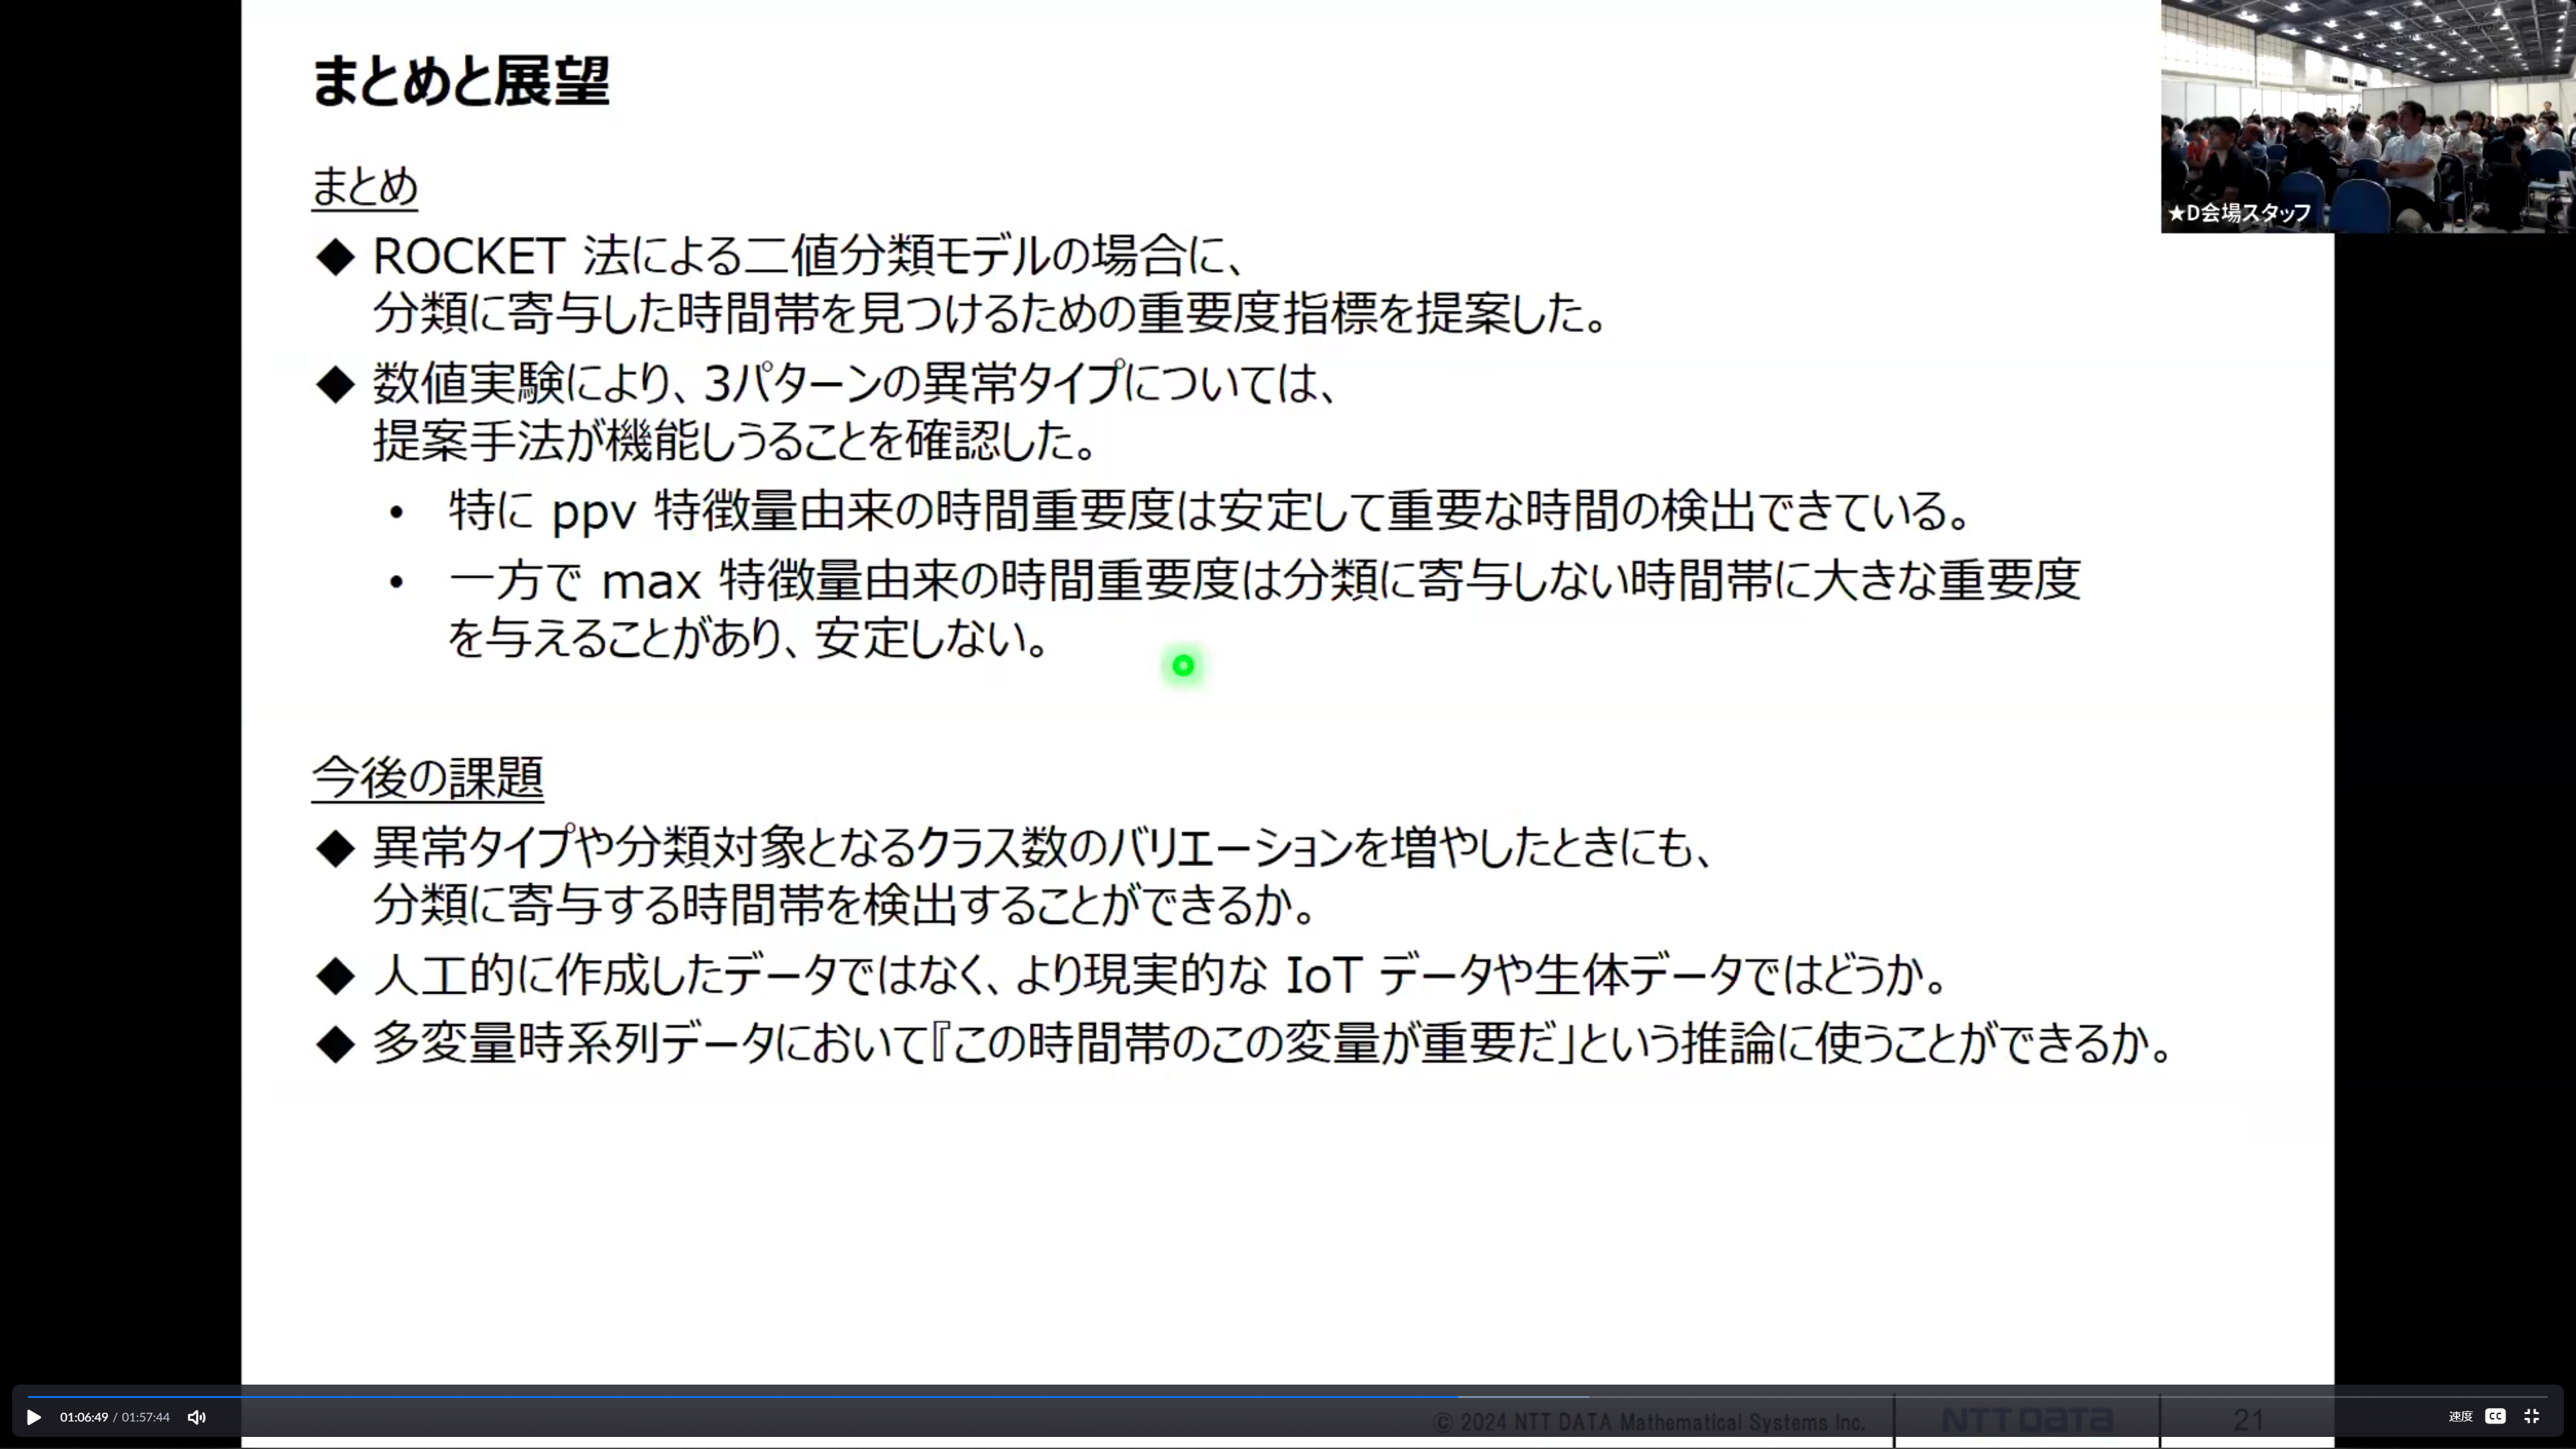 まとめと展望
★D会場スタッフ
まとめ
◆ ROCKET 法による二値分類モデルの場合に、
分類に寄与した時間帯を見つけるための重要度指標を提案した。
◆ 数値実験により、3パターンの異常タイプについては、
提案手法が機能しうることを確認した。
• 特に ppv 特徴量由来の時間重要度は安定して重要な時間の検出できている。
• 一方で max 特徴量由来の時間重要度は分類に寄与しない時間帯に大きな重要度
を与えることがあり、安定しない。
今後の課題
◆ 異常タイプや分類対象となるクラス数のバリエーションを増やしたときにも、
分類に寄与する時間帯を検出することができるか。
◆ 人工的に作成したデータではなく、より現実的な IoT データや生体データではどうか。
◆ 多変量時系列データにおいて『この時間帯のこの変量が重要だ」という推論に使うことができるか。
01:06:49 / 01:57:44
© 2024 NTT DATA Mathematical Systems Inc.
NTT DATA
21
速度
CC